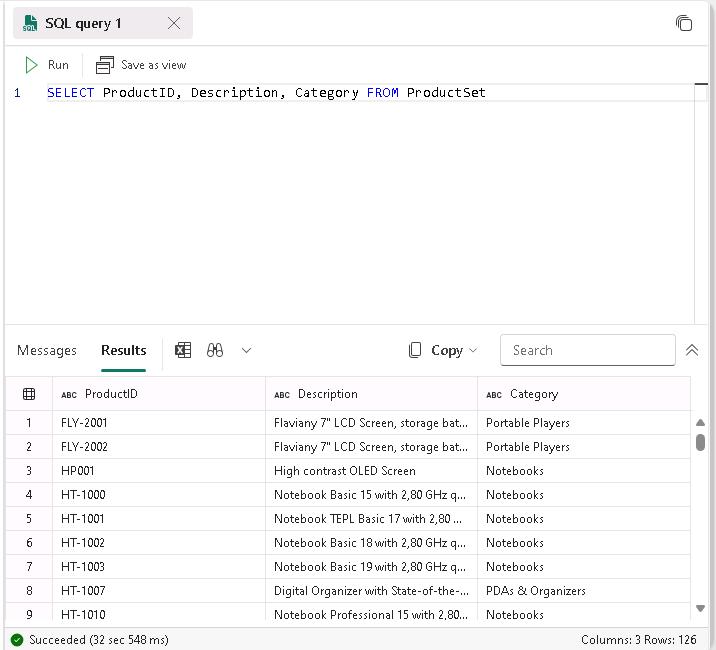 SQL query 1
Run Save as view
1 SELECT ProductID, Description, Category FROM ProductSet
Messages Results Copy Search
ABC ProductID ABC Description ABC Category
1 FLY-2001 Flaviany 7" LCD Screen, storage bat... Portable Players
2 FLY-2002 Flaviany 7" LCD Screen, storage bat... Portable Players
3 HP001 High contrast OLED Screen Notebooks
4 HT-1000 Notebook Basic 15 with 2,80 GHz q... Notebooks
5 HT-1001 Notebook TEPL Basic 17 with 2,80 ... Notebooks
6 HT-1002 Notebook Basic 18 with 2,80 GHz q... Notebooks
7 HT-1003 Notebook Basic 19 with 2,80 GHz q... Notebooks
8 HT-1007 Digital Organizer with State-of-the-... PDAs & Organizers
9 HT-1010 Notebook Professional 15 with 2,80... Notebooks
Succeeded (32 sec 548 ms) Columns: 3 Rows: 126